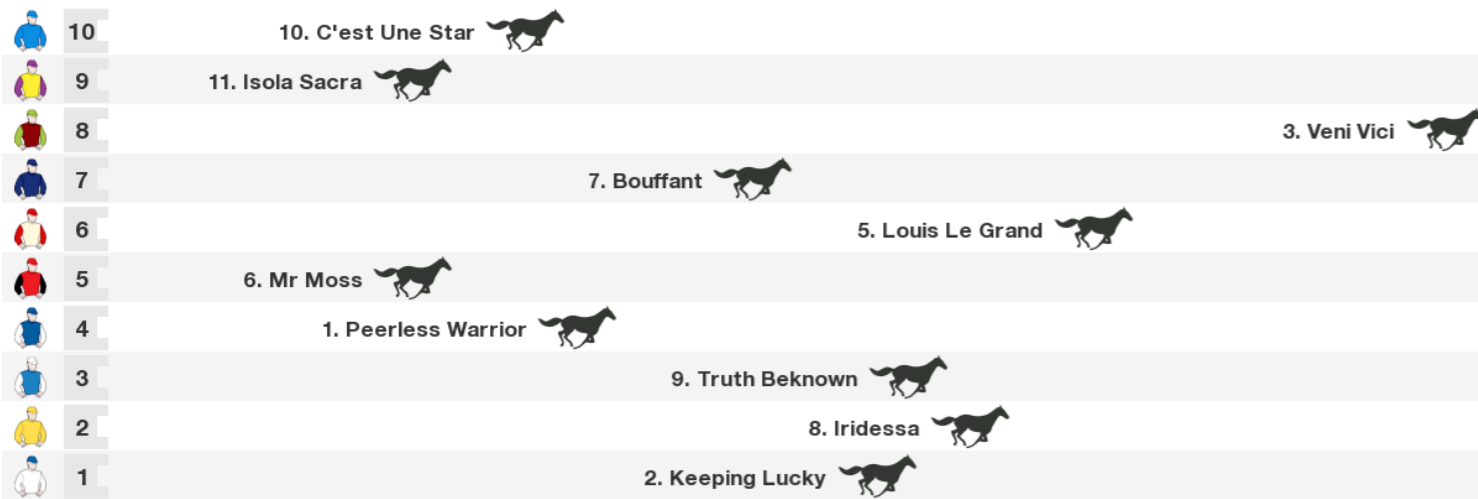 10 10. C'est Une Star
9 11. Isola Sacra
8 3. Veni Vici
7 7. Bouffant
6 5. Louis Le Grand
5 6. Mr Moss
4 1. Peerless Warrior
3 9. Truth Beknown
2 8. Iridessa
1 2. Keeping Lucky